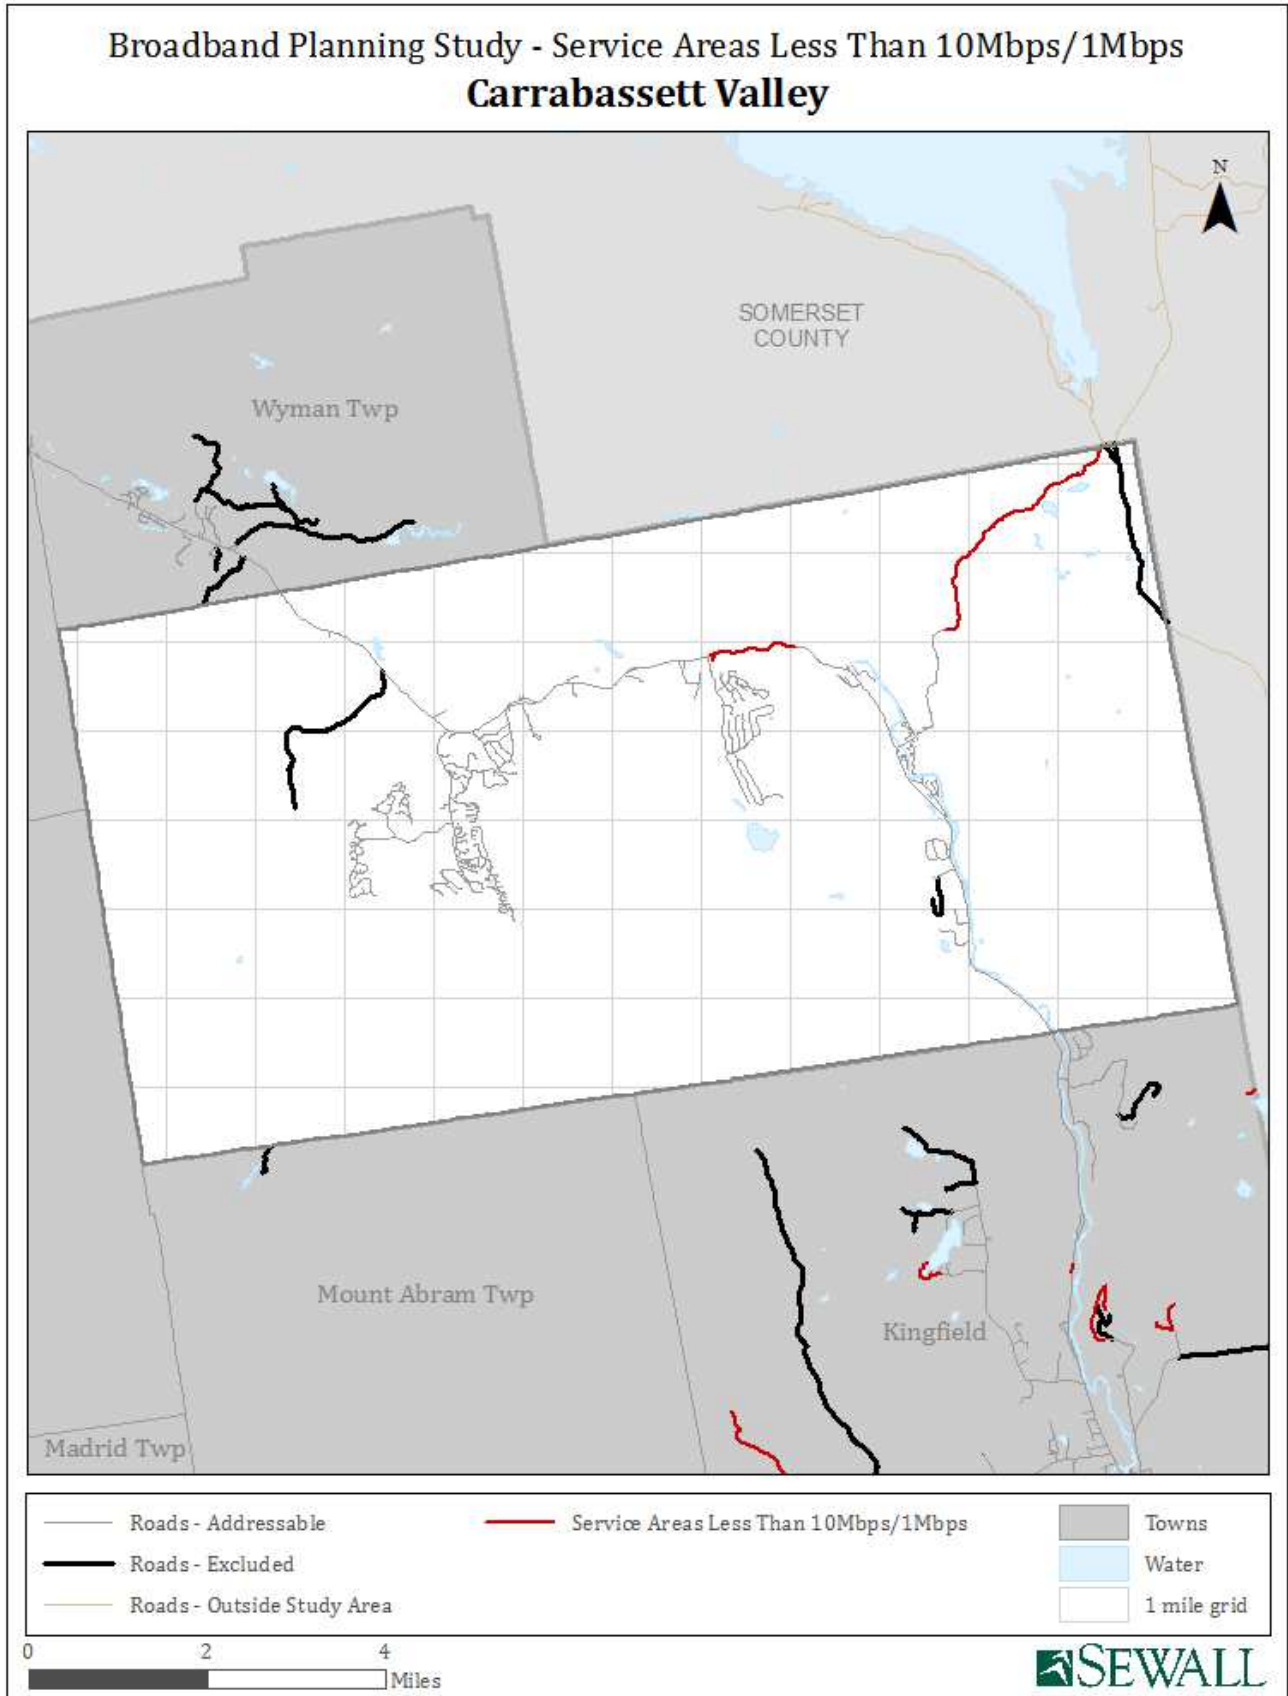 Broadband Planning Study - Service Areas Less Than 10Mbps/1Mbps
Carrabassett Valley
N
SOMERSET
COUNTY
Wyman Twp
Mount Abram Twp
Kingfield
Madrid Twp
Roads - Addressable
Service Areas Less Than 10Mbps/1Mbps
Towns
Roads - Excluded
Water
Roads - Outside Study Area
1 mile grid
0 2 4
Miles
SEWALL